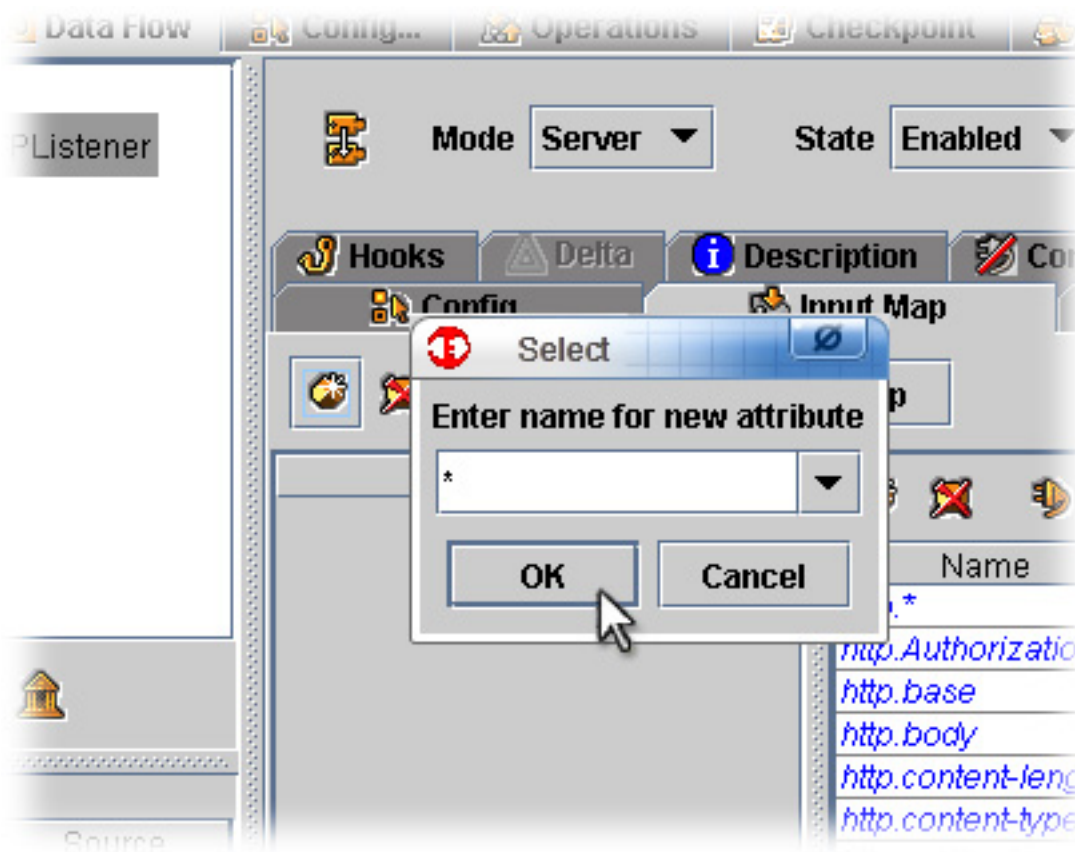 Data Flow Config... Operations Checkpoint
PListener
Mode Server State Enabled
Hooks Delta Description Co
Config Input Map
Select
p
Enter name for new attribute
*
OK Cancel
Name
.*
http.Authorizatio
http.base
http.body
http.content-leng
http.content-type
Source